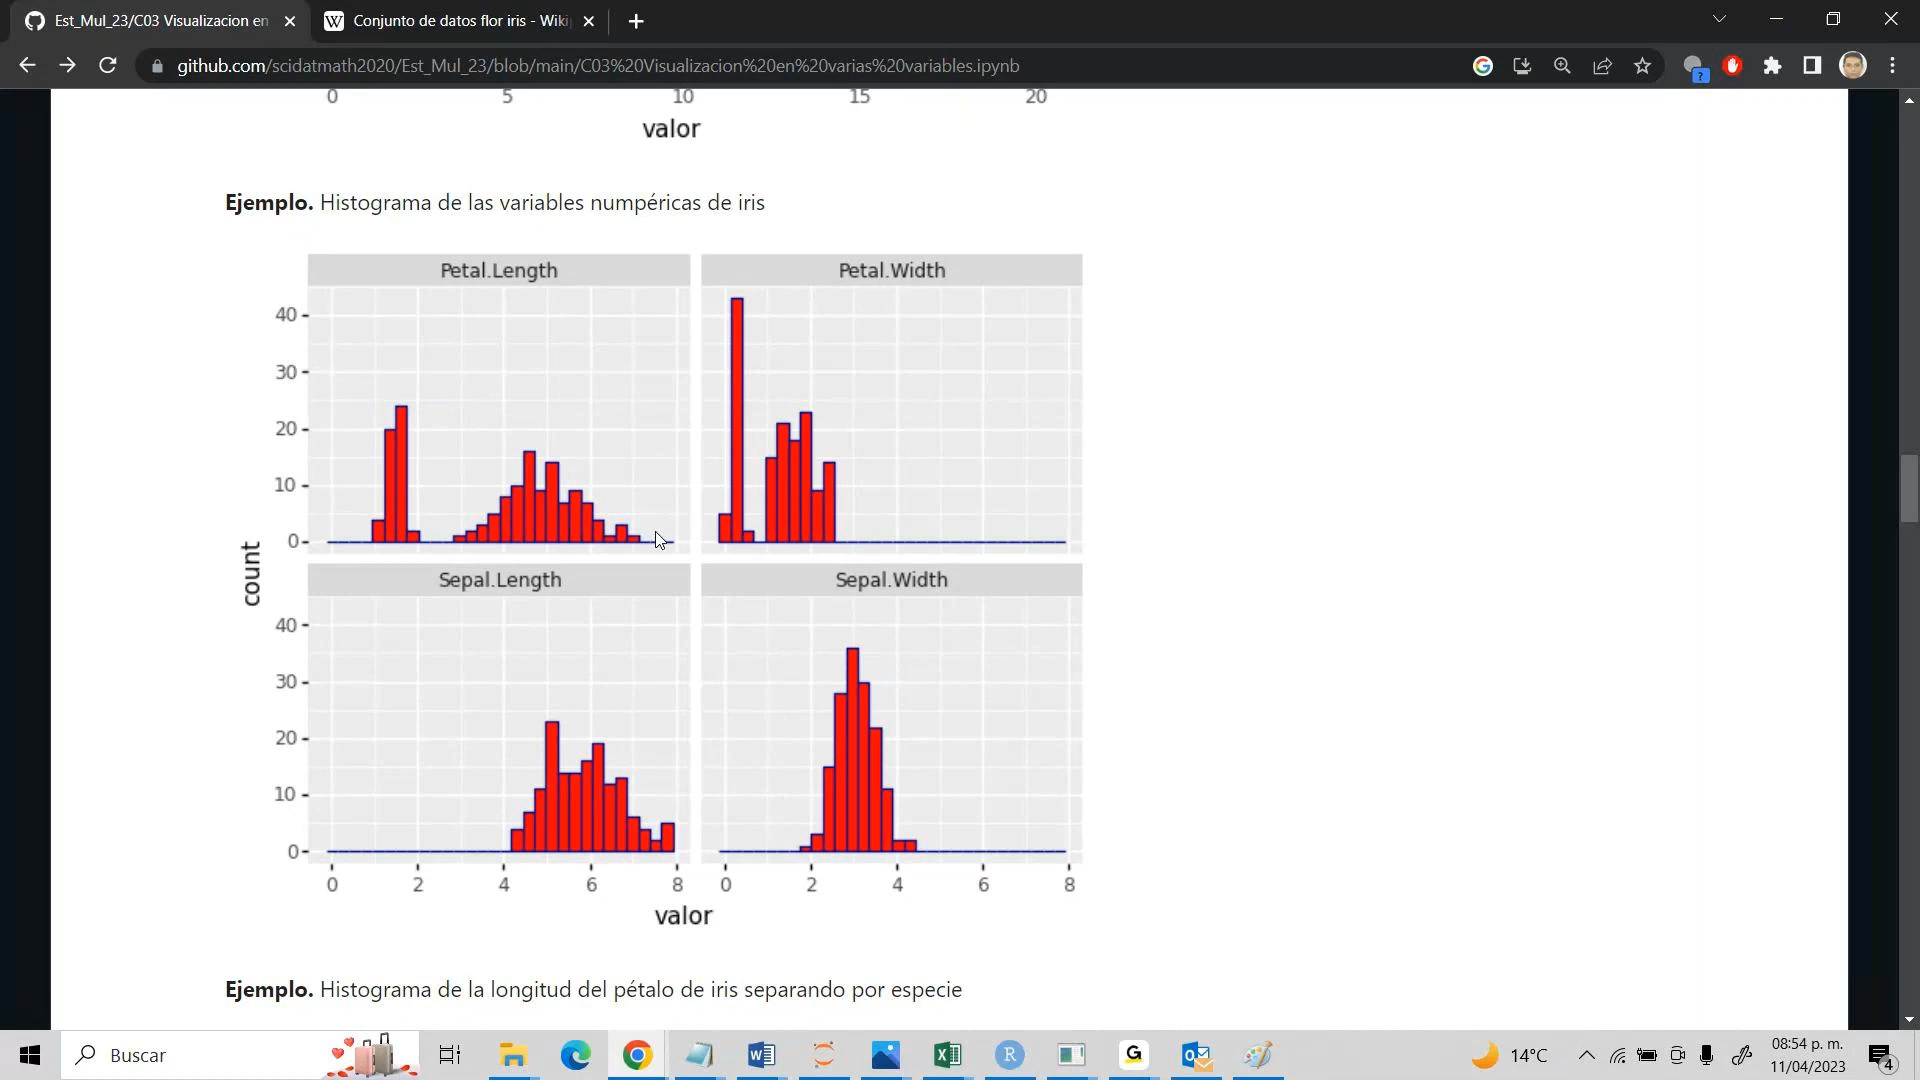 Est_Mul_23/C03 Visualizacion en
Conjunto de datos flor iris - Wiki
github.com/scidatmath2020/Est_Mul_23/blob/main/C03%20Visualizacion%20en%20varias%20variables.ipynb
0 5 10 15 20
valor
Ejemplo. Histograma de las variables numpéricas de iris
Petal.Length Petal.Width
40
30
20
10
0
count
Sepal.Length Sepal.Width
40
30
20
10
0
0 2 4 6 8 0 2 4 6 8
valor
Ejemplo. Histograma de la longitud del pétalo de iris separando por especie
Buscar
14°C
08:54 p. m.
11/04/2023
4